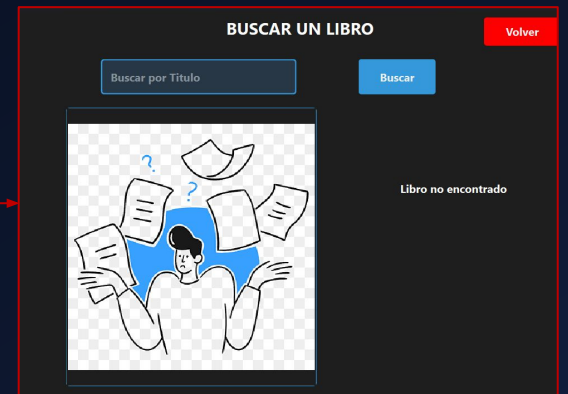 BUSCAR UN LIBRO
Volver
Buscar por Titulo
Buscar
? ?
Libro no encontrado